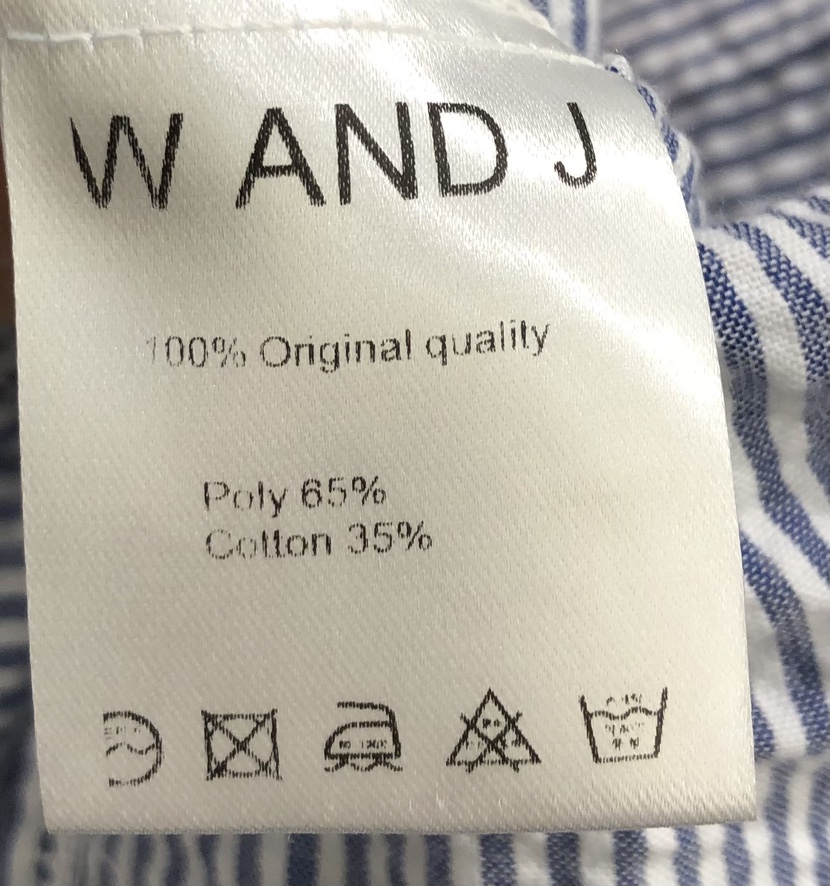 W AND J
100% Original quality
Poly 65%
Cotton 35%